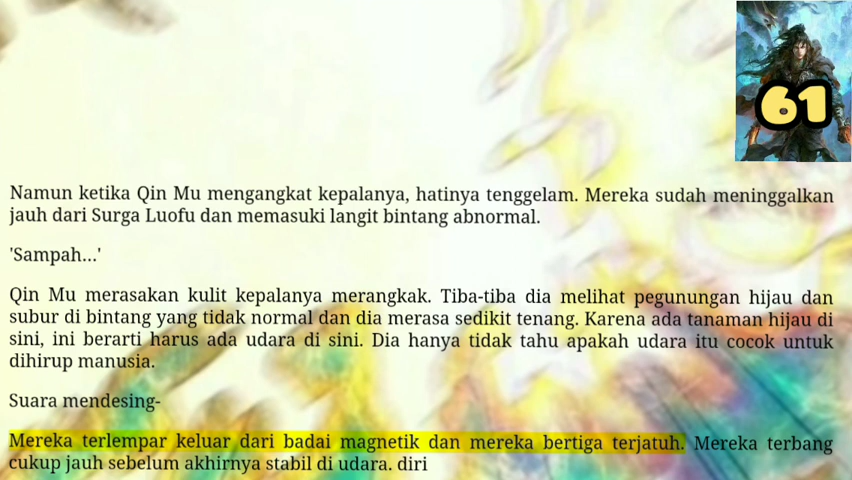 61
Namun ketika Qin Mu mengangkat kepalanya, hatinya tenggelam. Mereka sudah meninggalkan
jauh dari Surga Luofu dan memasuki langit bintang abnormal.
'Sampah...'
Qin Mu merasakan kulit kepalanya merangkak. Tiba-tiba dia melihat pegunungan hijau dan
subur di bintang yang tidak normal dan dia merasa sedikit tenang. Karena ada tanaman hijau di
sini, ini berarti harus ada udara di sini. Dia hanya tidak tahu apakah udara itu cocok untuk
dihirup manusia.
Suara mendesing-
Mereka terlempar keluar dari badai magnetik dan mereka bertiga terjatuh. Mereka terbang
cukup jauh sebelum akhirnya stabil di udara. diri